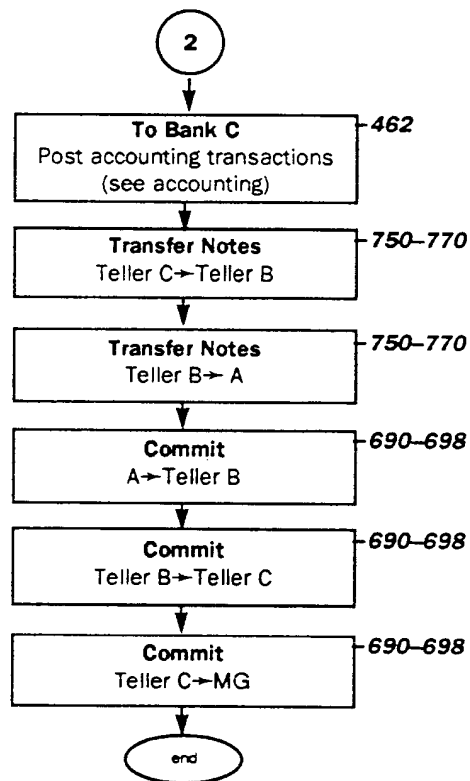 2
To Bank C
462
Post accounting transactions
(see accounting)
Transfer Notes
750–770
Teller C→Teller B
Transfer Notes
750–770
Teller B→ A
Commit
690–698
A→Teller B
Commit
690–698
Teller B→Teller C
Commit
690–698
Teller C→MG
end